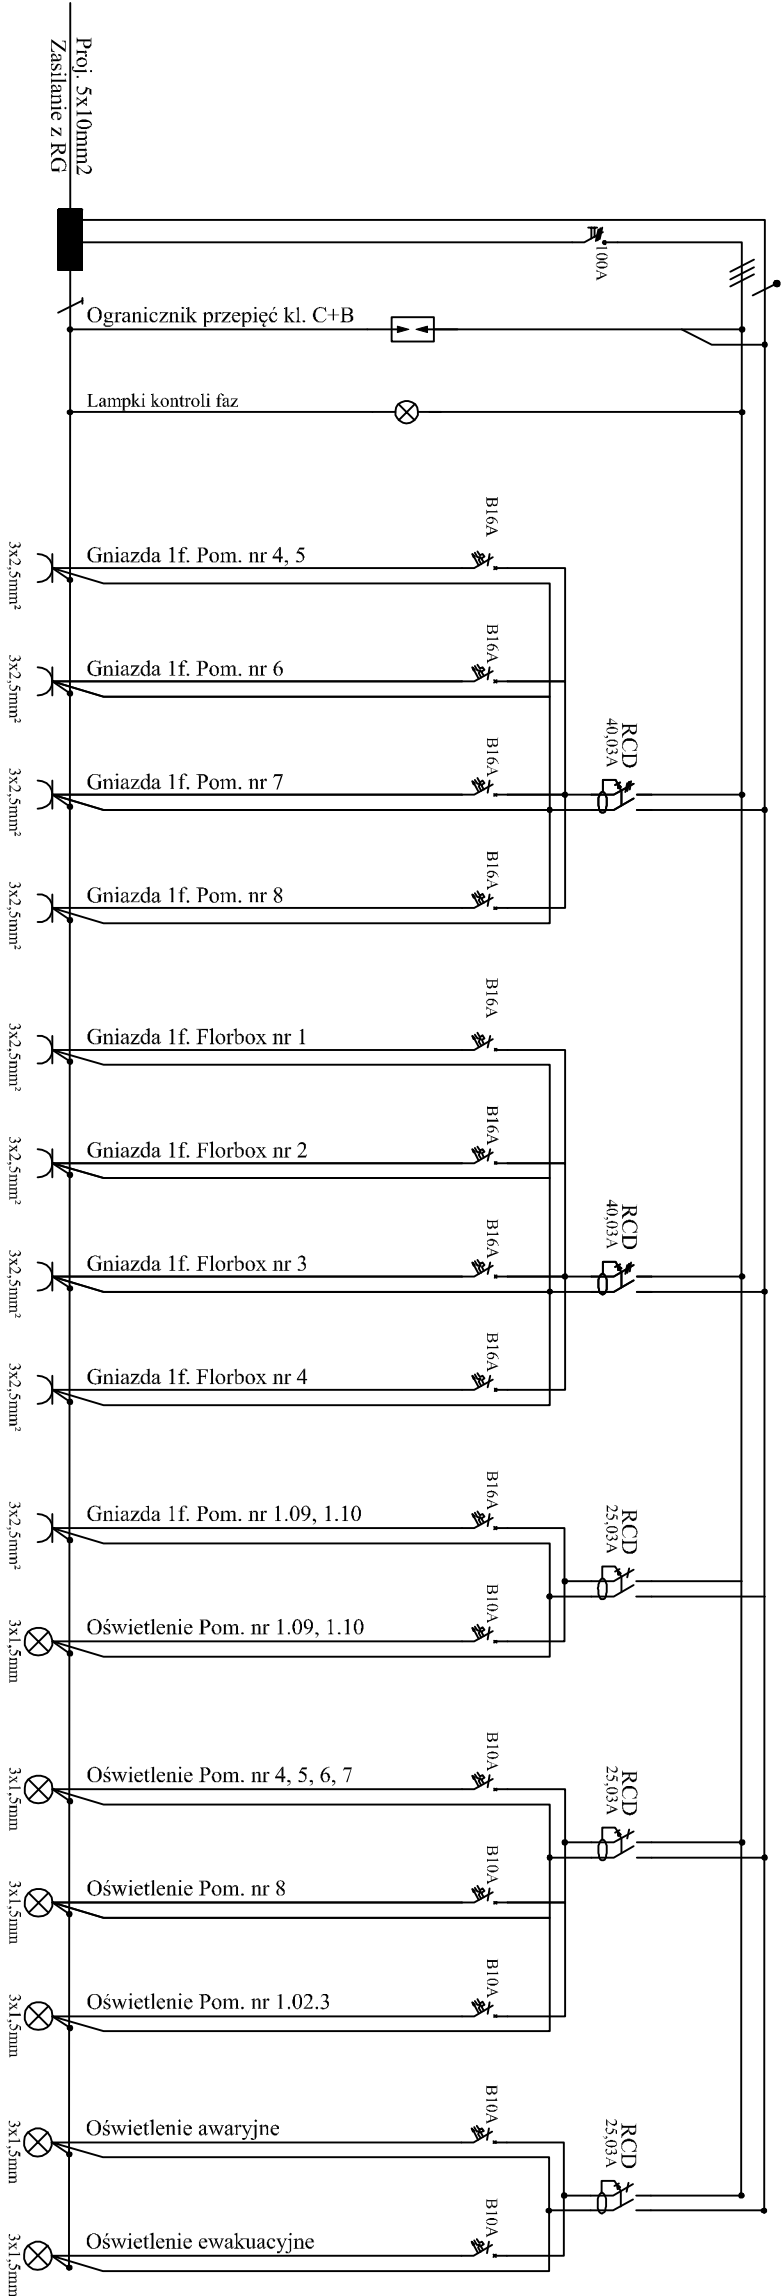 Proj. 5x10mm2
Zasilanie z RG
100A
Ogranicznik przepięć kl. C+B
Lampki kontroli faz
B16A
Gniazda 1f. Pom. nr 4, 5
3x2,5mm²
B16A
Gniazda 1f. Pom. nr 6
3x2,5mm²
RCD
40,03A
B16A
Gniazda 1f. Pom. nr 7
3x2,5mm²
B16A
Gniazda 1f. Pom. nr 8
3x2,5mm²
B16A
Gniazda 1f. Florbox nr 1
3x2,5mm²
B16A
Gniazda 1f. Florbox nr 2
3x2,5mm²
RCD
40,03A
B16A
Gniazda 1f. Florbox nr 3
3x2,5mm²
B16A
Gniazda 1f. Florbox nr 4
3x2,5mm²
RCD
25,03A
B16A
Gniazda 1f. Pom. nr 1.09, 1.10
3x2,5mm²
B10A
Oświetlenie Pom. nr 1.09, 1.10
3x1,5mm
RCD
25,03A
B10A
Oświetlenie Pom. nr 4, 5, 6, 7
3x1,5mm
B10A
Oświetlenie Pom. nr 8
3x1,5mm
B10A
Oświetlenie Pom. nr 1.02.3
3x1,5mm
RCD
25,03A
B10A
Oświetlenie awaryjne
3x1,5mm
B10A
Oświetlenie ewakuacyjne
3x1,5mm